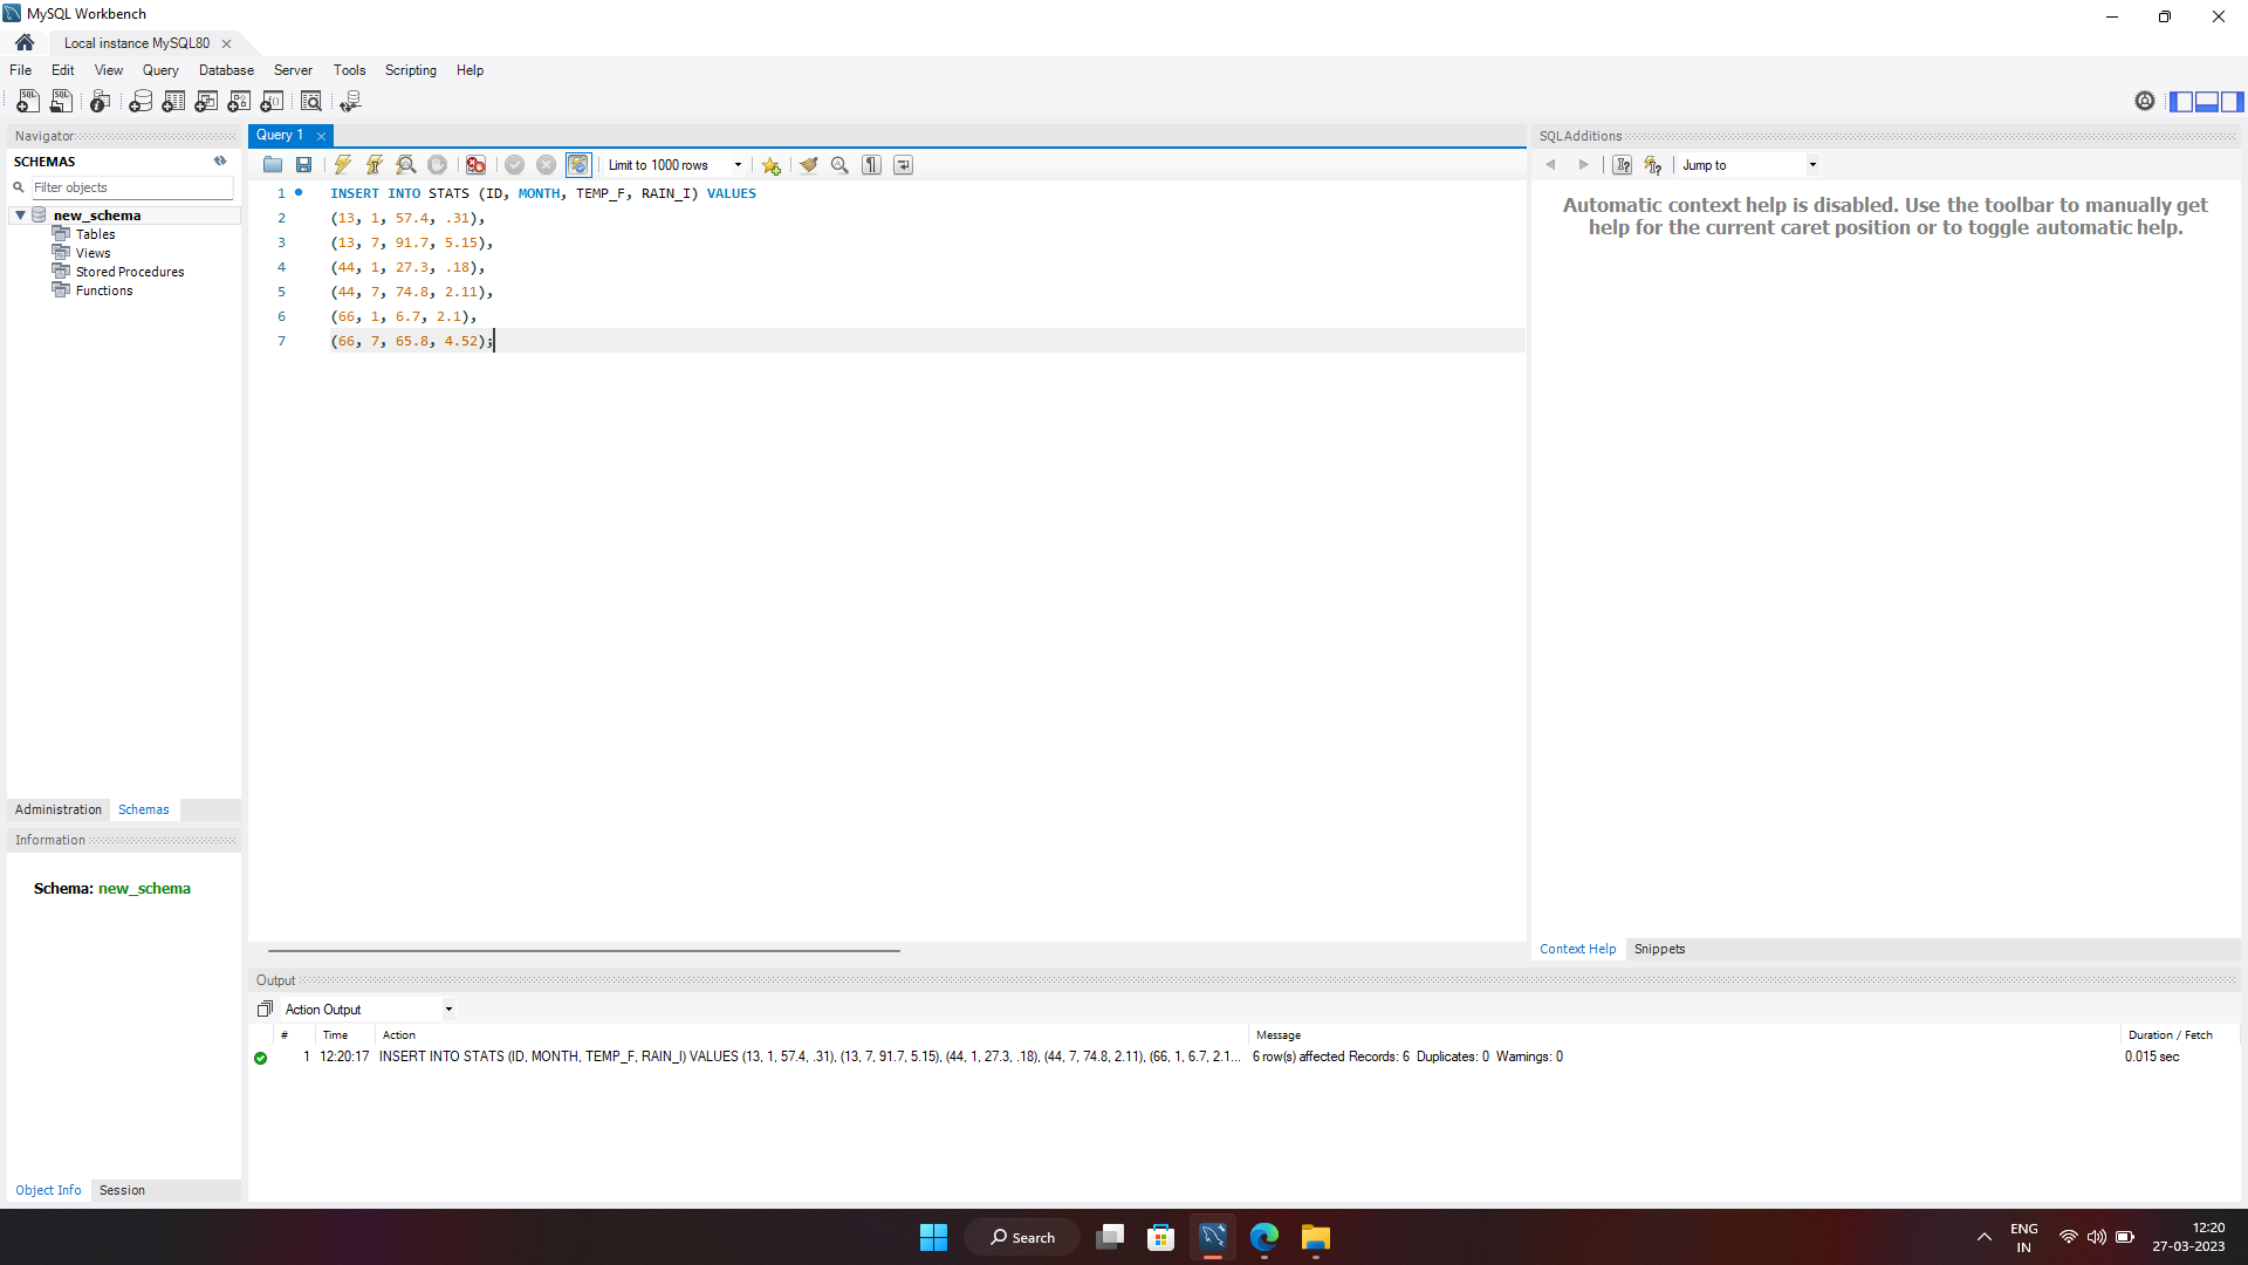 MySQL Workbench
Local instance MySQL80
File Edit View Query Database Server Tools Scripting Help
Navigator
SCHEMAS
Filter objects
new_schema
Tables
Views
Stored Procedures
Functions
Administration Schemas
Information
Schema: new_schema
Object Info Session
Query 1
Limit to 1000 rows
1 INSERT INTO STATS (ID, MONTH, TEMP_F, RAIN_I) VALUES
2 (13, 1, 57.4, .31),
3 (13, 7, 91.7, 5.15),
4 (44, 1, 27.3, .18),
5 (44, 7, 74.8, 2.11),
6 (66, 1, 6.7, 2.1),
7 (66, 7, 65.8, 4.52);
SQLAdditions
Jump to
Automatic context help is disabled. Use the toolbar to manually get
help for the current caret position or to toggle automatic help.
Context Help Snippets
Output
Action Output
# Time Action Message Duration / Fetch
1 12:20:17 INSERT INTO STATS (ID, MONTH, TEMP_F, RAIN_I) VALUES (13, 1, 57.4, .31), (13, 7, 91.7, 5.15), (44, 1, 27.3, .18), (44, 7, 74.8, 2.11), (66, 1, 6.7, 2.1... 6 row(s) affected Records: 6 Duplicates: 0 Warnings: 0 0.015 sec
Search
ENG
IN
12:20
27-03-2023